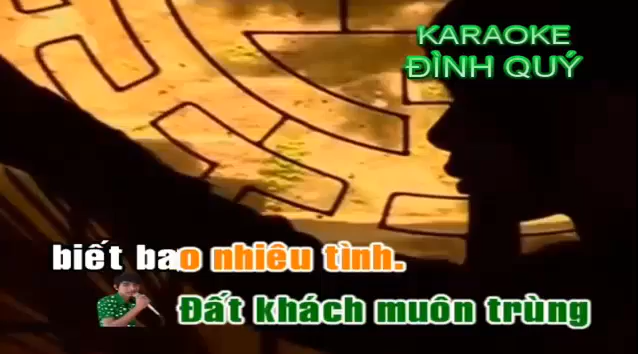 KARAOKE
ĐÌNH QUÝ
biết bao nhiêu tình.
Đất khách muôn trùng